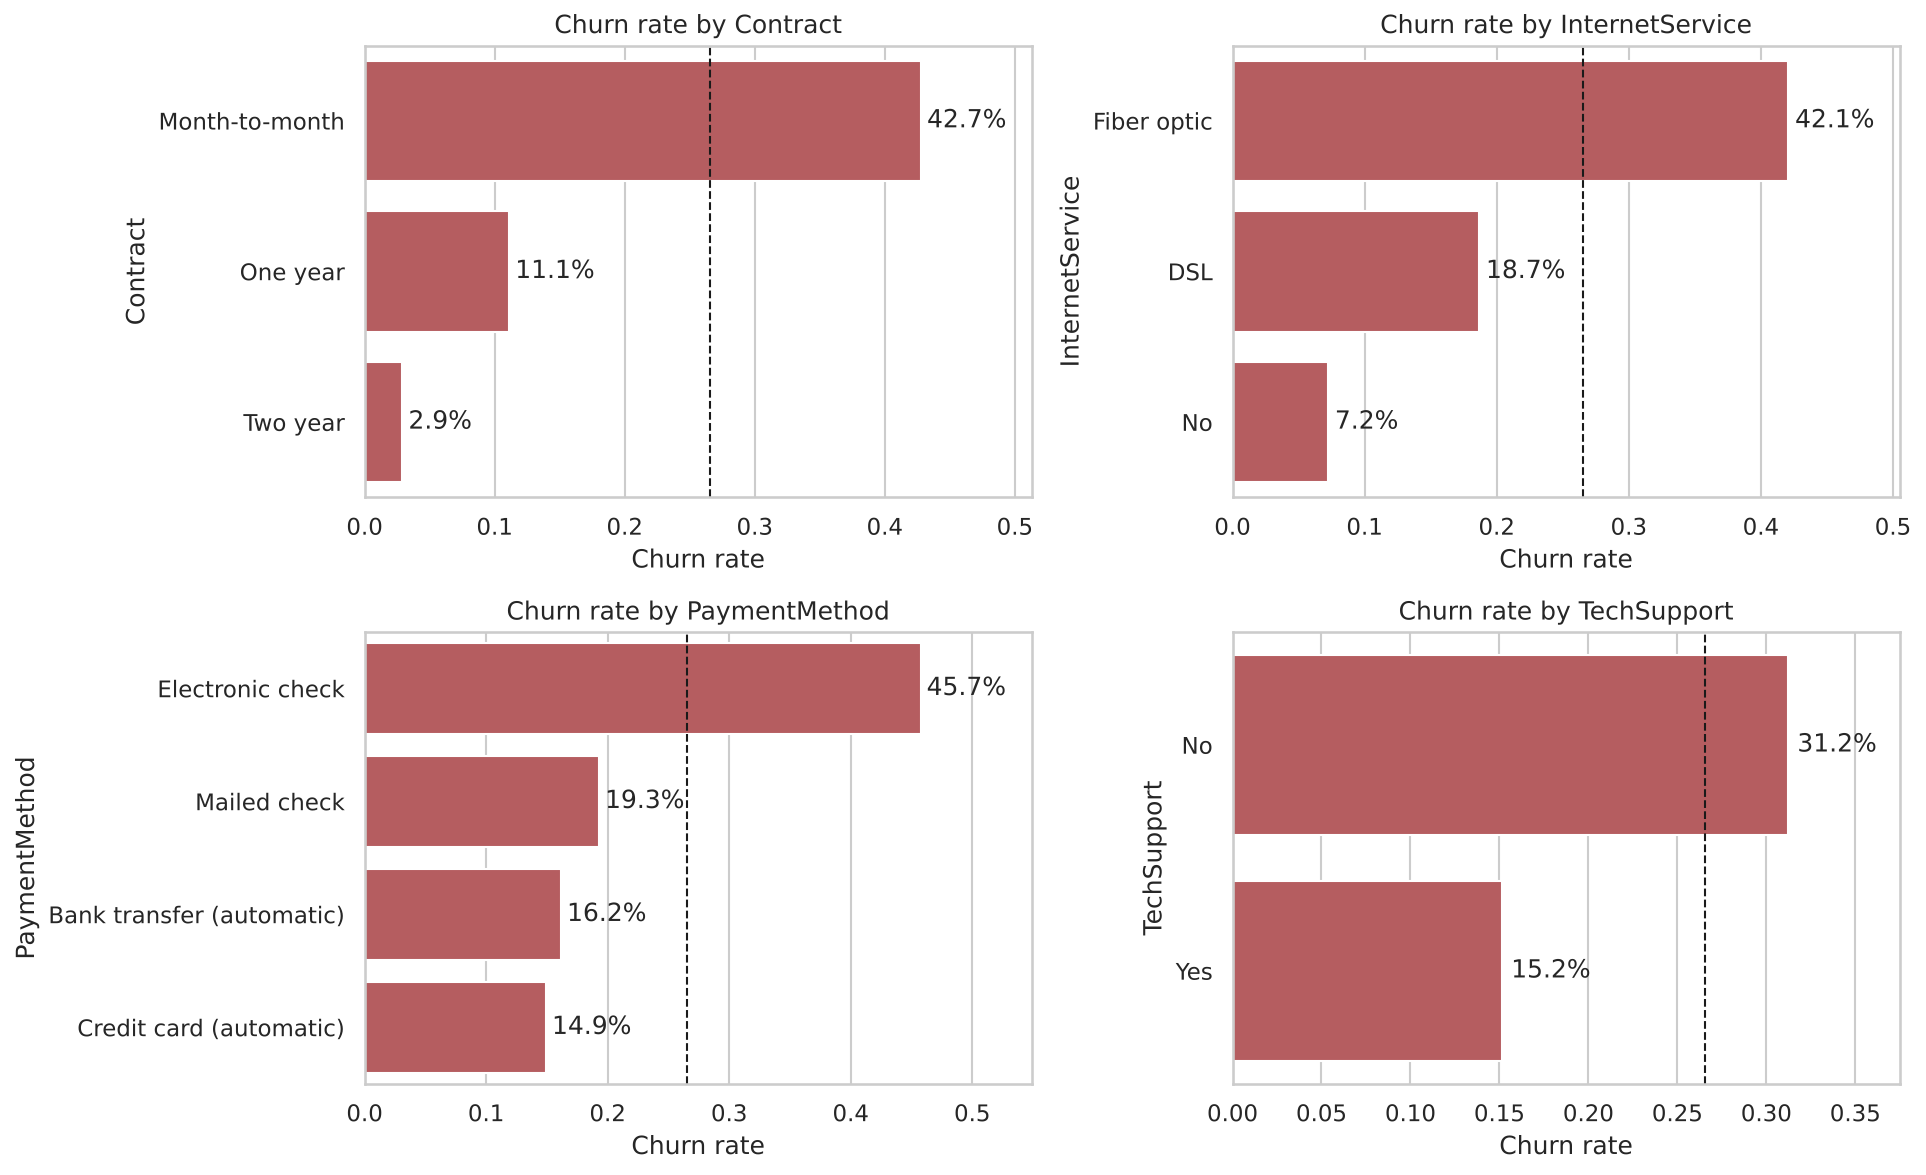 Churn rate by Contract
Contract
Month-to-month
42.7%
One year
11.1%
Two year
2.9%
0.0 0.1 0.2 0.3 0.4 0.5
Churn rate
Churn rate by InternetService
InternetService
Fiber optic
42.1%
DSL
18.7%
No
7.2%
0.0 0.1 0.2 0.3 0.4 0.5
Churn rate
Churn rate by PaymentMethod
PaymentMethod
Electronic check
45.7%
Mailed check
19.3%
Bank transfer (automatic)
16.2%
Credit card (automatic)
14.9%
0.0 0.1 0.2 0.3 0.4 0.5
Churn rate
Churn rate by TechSupport
TechSupport
No
31.2%
Yes
15.2%
0.00 0.05 0.10 0.15 0.20 0.25 0.30 0.35
Churn rate